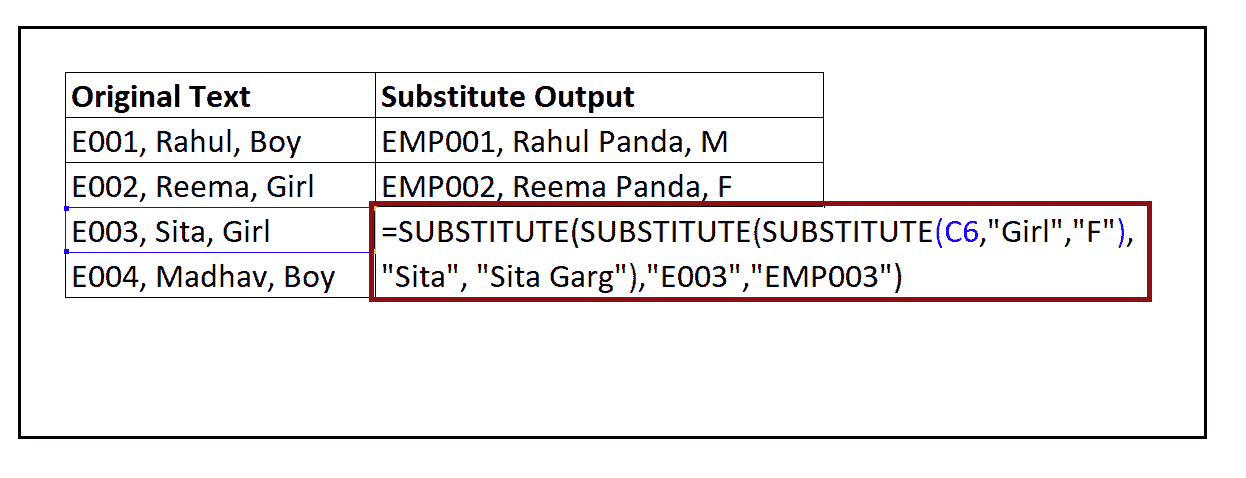 Original Text Substitute Output
E001, Rahul, Boy EMP001, Rahul Panda, M
E002, Reema, Girl EMP002, Reema Panda, F
E003, Sita, Girl =SUBSTITUTE(SUBSTITUTE(SUBSTITUTE(C6,"Girl","F"),
E004, Madhav, Boy "Sita", "Sita Garg"),"E003","EMP003")